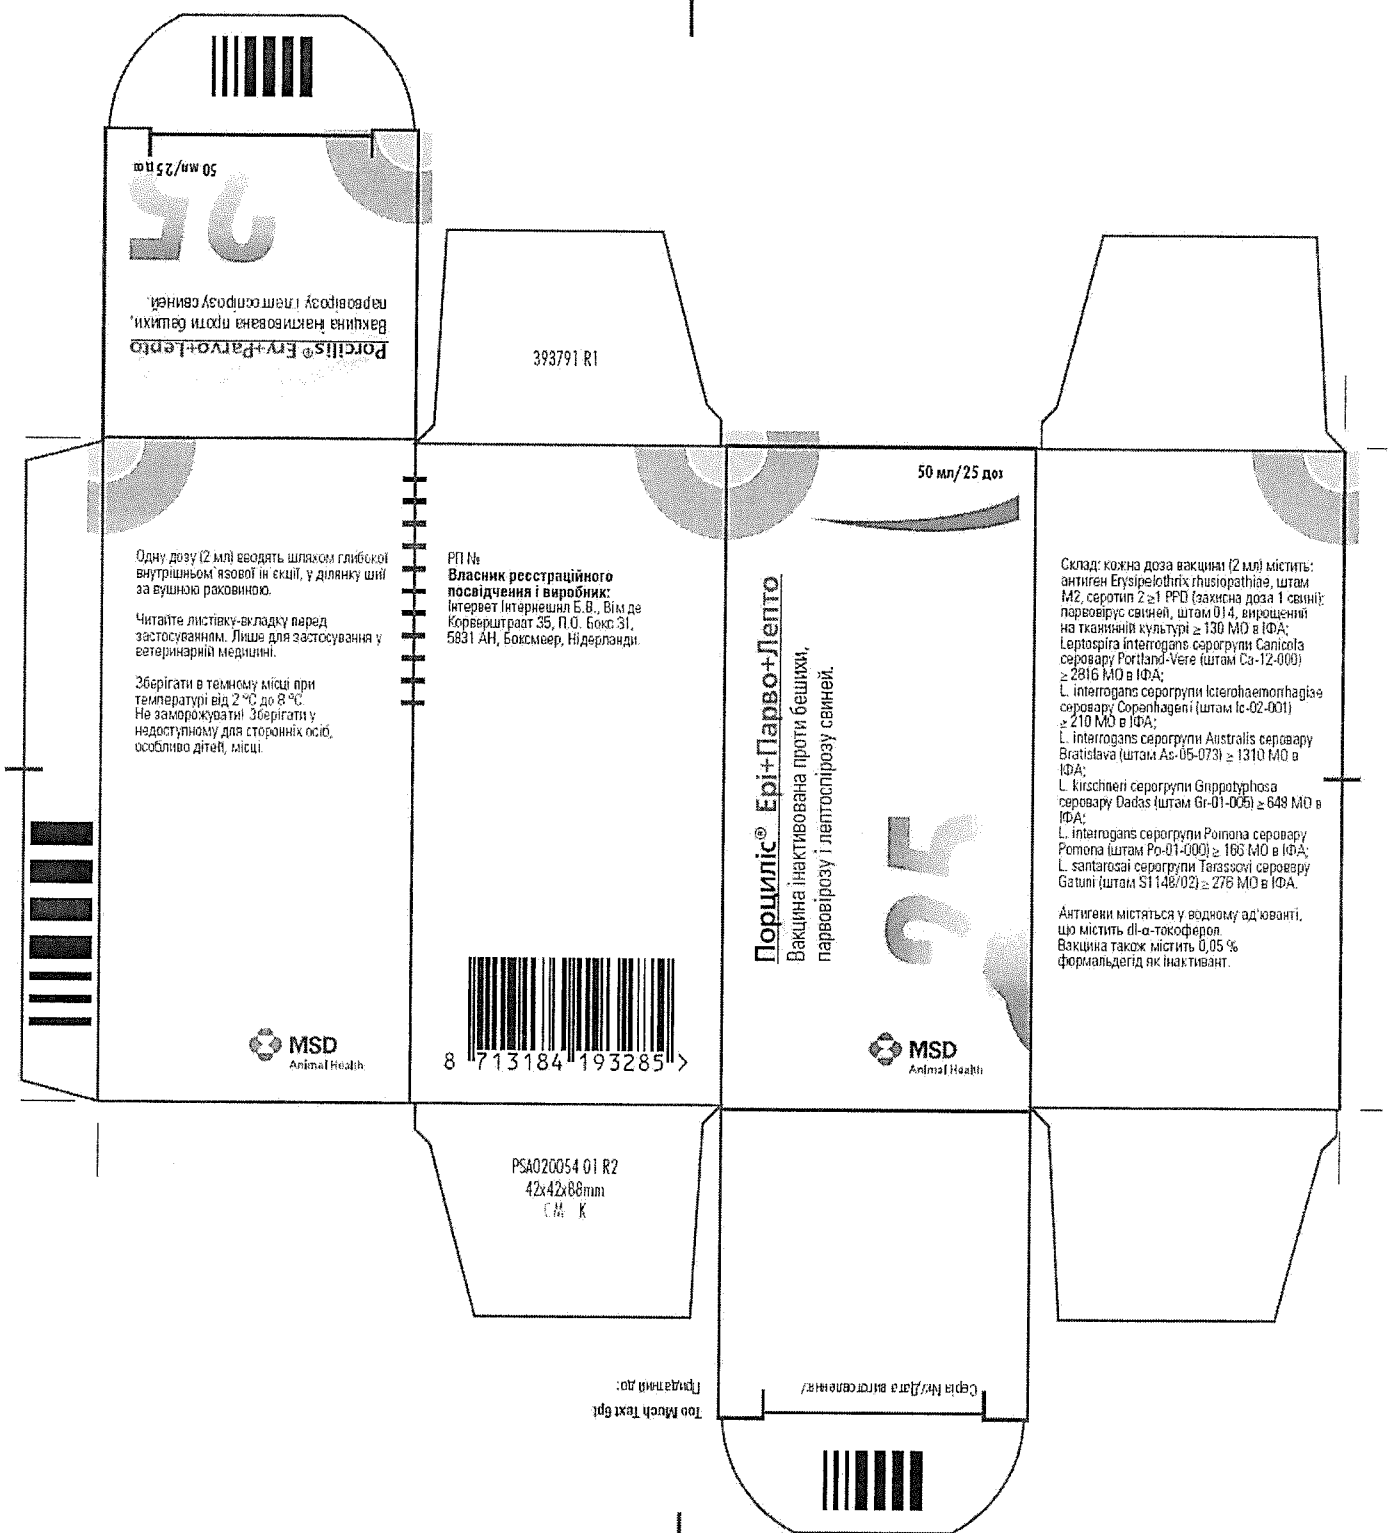 50 мл/25 доз
25
Porcilis® Ery+Parvo+Lepto
Вакцина інактивована проти бешихи,
парвовірозу і лептоспірозу свиней.
393791 R1
Одну дозу (2 мл) вводять шляхом глибокої
внутрішньом`язової ін`єкції, у ділянку шиї
за вушною раковиною.
Читайте листівку-вкладку перед
застосуванням. Лише для застосування у
ветеринарній медицині.
Зберігати в темному місці при
температурі від 2 °C до 8 °C.
Не заморожувати! Зберігати у
недоступному для сторонніх осіб,
особливо дітей, місці.
MSD
Animal Health
РП №
Власник реєстраційного
посвідчення і виробник:
Інтервет Інтернешнл Б.В., Вім де
Корверштраат 35, П.О. Бокс 31,
5831 АН, Боксмеер, Нідерланди.
8 713184 193285 >
50 мл/25 доз
Порциліс® Ері+Парво+Лепто
Вакцина інактивована проти бешихи,
парвовірозу і лептоспірозу свиней.
25
MSD
Animal Health
Склад: кожна доза вакцини (2 мл) містить:
антиген Erysipelothrix rhusiopathiae, штам
М2, серотип 2 ≥1 PPD (захисна доза 1 свині);
парвовірус свиней, штам 014, вирощений
на тканинній культурі ≥ 130 МО в ІФА;
Leptospira interrogans серогрупи Canicola
серовару Portland-Vere (штам Ca-12-000)
≥ 2816 МО в ІФА;
L. interrogans серогрупи Icterohaemorrhagiae
серовару Copenhageni (штам Ic-02-001)
≥ 210 МО в ІФА;
L. interrogans серогрупи Australis серовару
Bratislava (штам As-05-073) ≥ 1310 МО в
ІФА;
L. kirschneri серогрупи Grippotyphosa
серовару Dadas (штам Gr-01-005) ≥ 648 МО в
ІФА;
L. interrogans серогрупи Pomona серовару
Pomona (штам Po-01-000) ≥ 166 МО в ІФА;
L. santarosai серогрупи Tarassovi серовару
Gatuni (штам S1148/02) ≥ 276 МО в ІФА.
Антигени містяться у водному ад'юванті,
що містить dl-α-токоферол.
Вакцина також містить 0,05 %
формальдегід як інактивант.
PSA020054 01 R2
42x42x88mm
CM K
Серія №:/Дата виготовлення:/
Придатний до:
Too Much Text 6pt